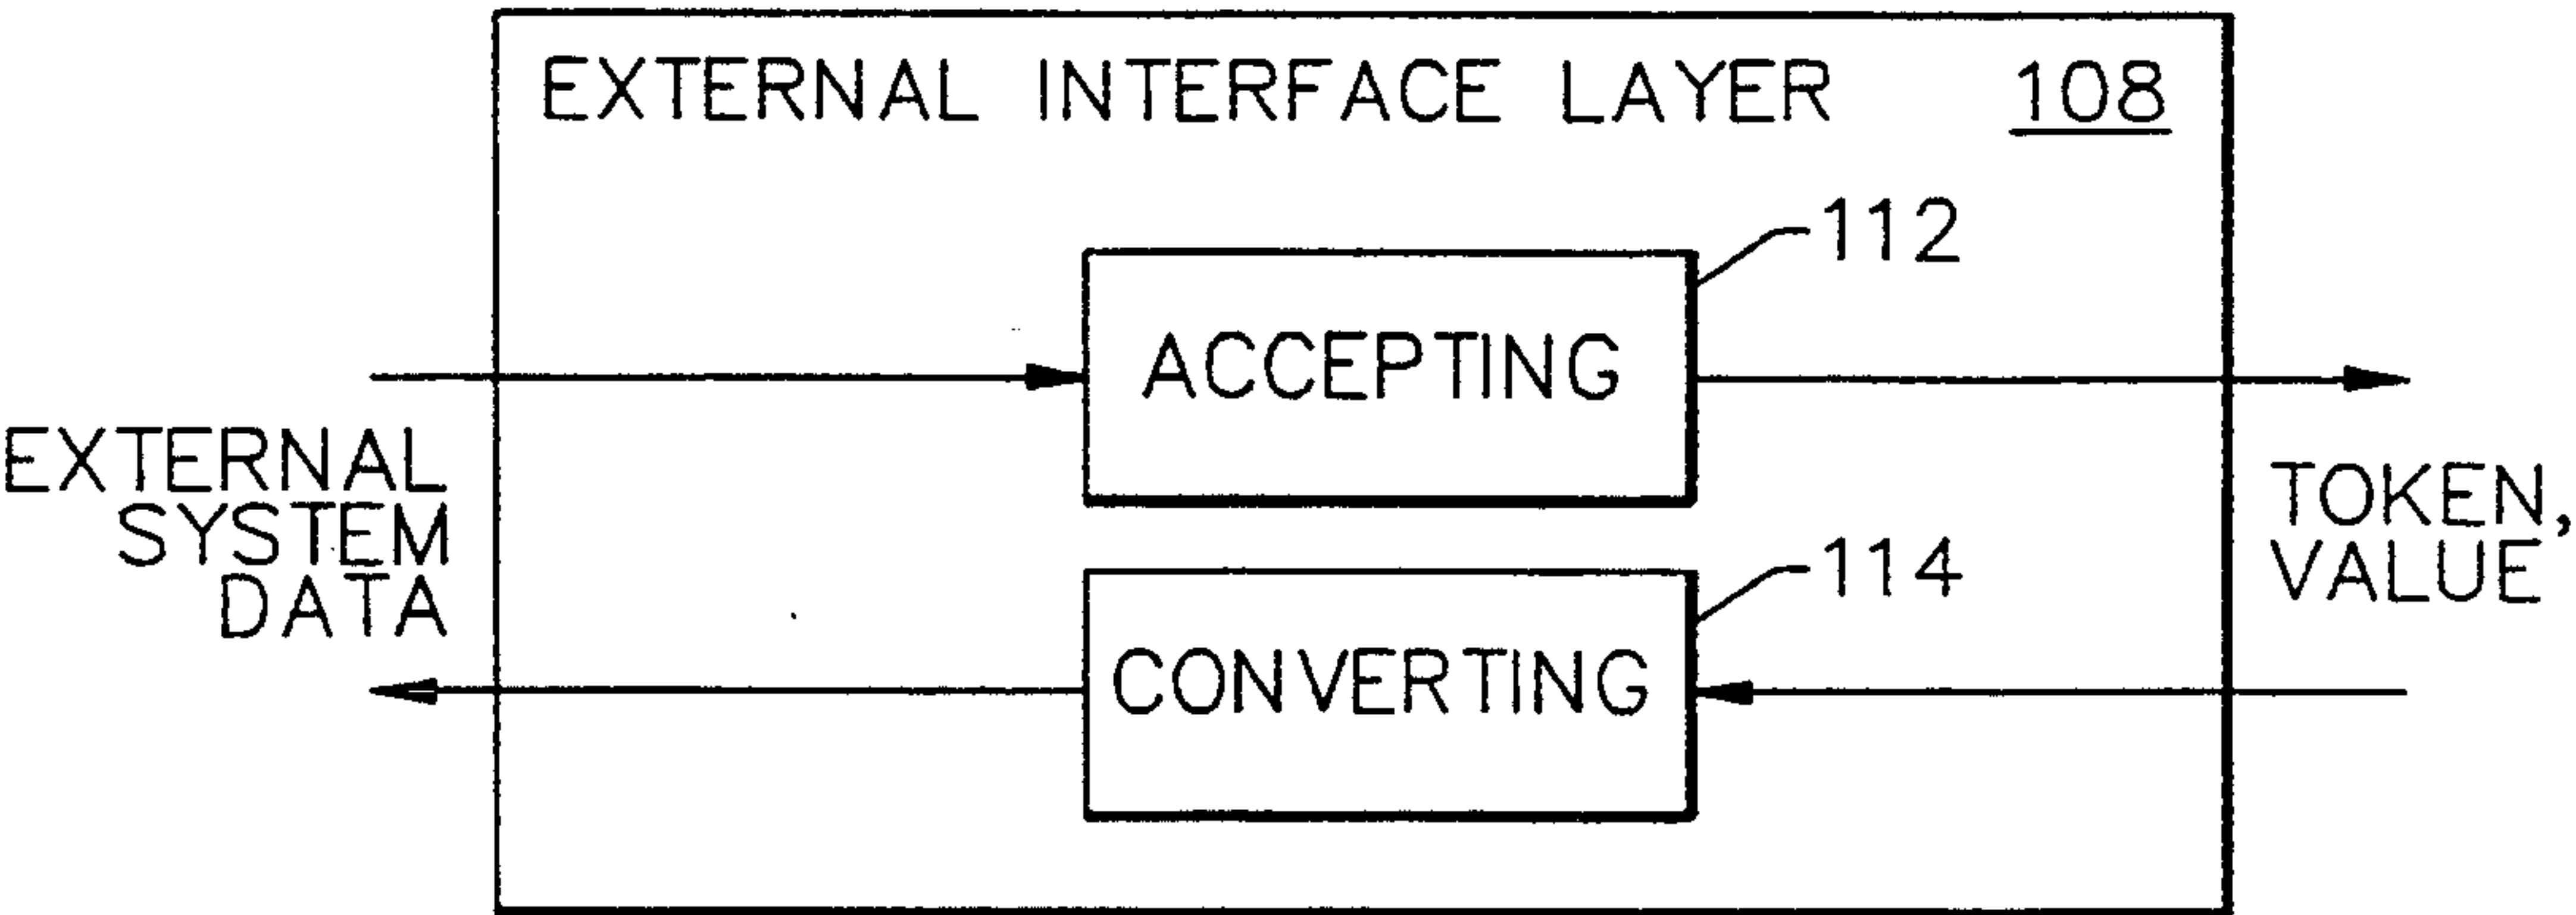 EXTERNAL INTERFACE LAYER 108
112
ACCEPTING
EXTERNAL
SYSTEM
DATA
TOKEN,
VALUE
114
CONVERTING